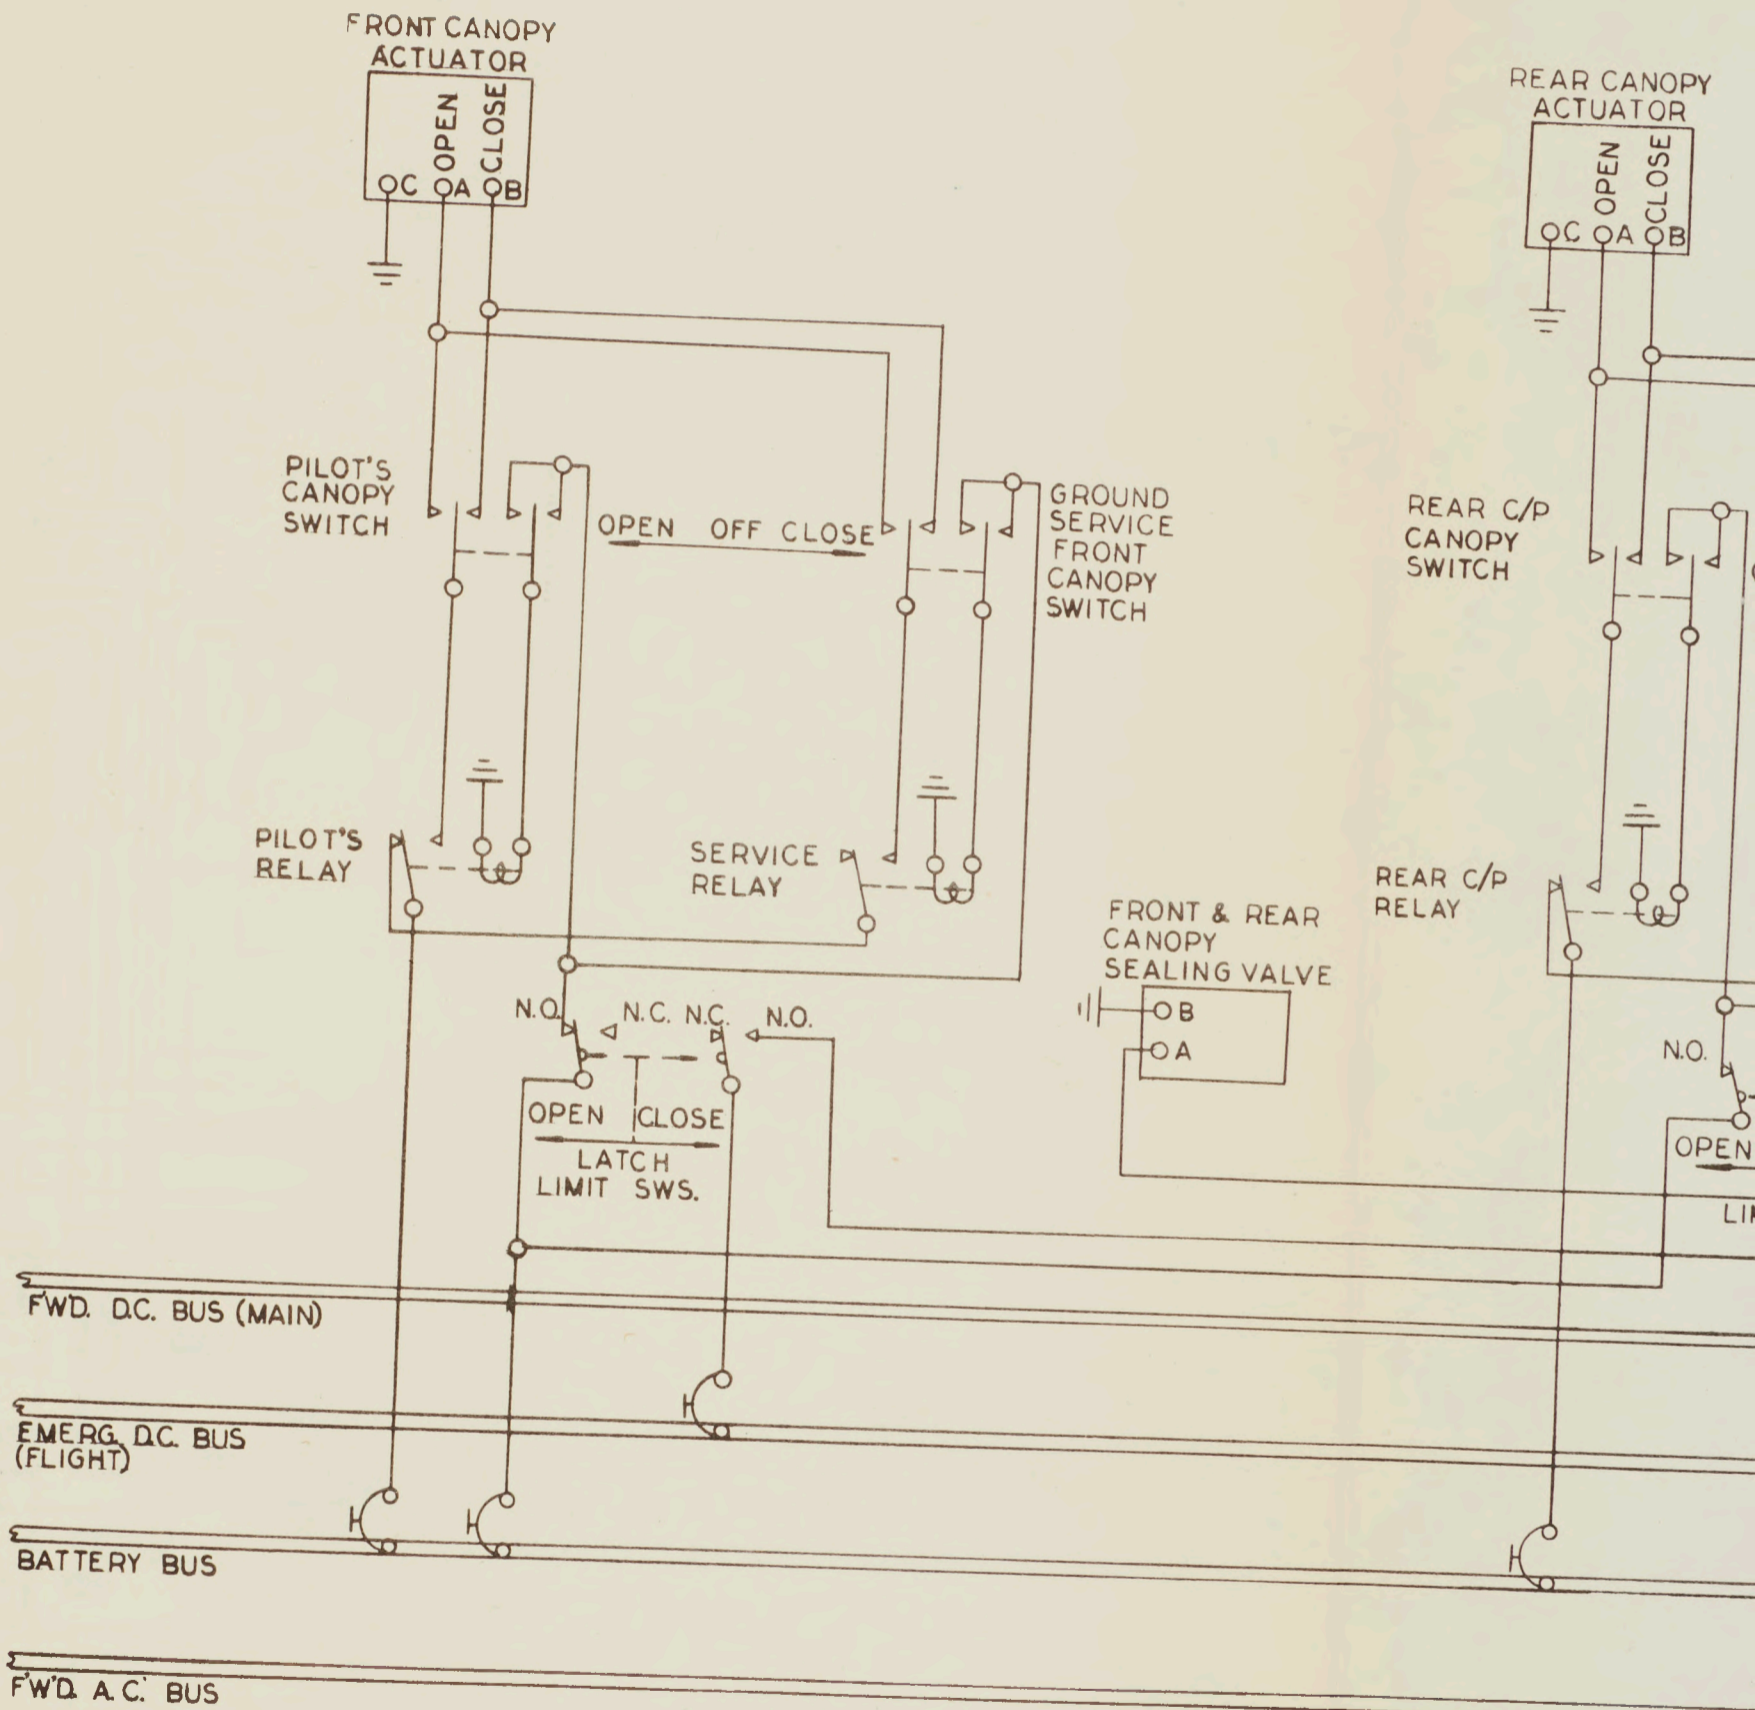 FRONT CANOPY
ACTUATOR
OPEN
CLOSE
C
A
B
REAR CANOPY
ACTUATOR
OPEN
CLOSE
C
A
B
PILOT'S
CANOPY
SWITCH
OPEN OFF CLOSE
GROUND
SERVICE
FRONT
CANOPY
SWITCH
REAR C/P
CANOPY
SWITCH
PILOT'S
RELAY
SERVICE
RELAY
REAR C/P
RELAY
FRONT & REAR
CANOPY
SEALING VALVE
B
A
N.O. N.C. N.C. N.O.
N.O.
OPEN CLOSE
LATCH
LIMIT SWS.
OPEN
FWD. D.C. BUS (MAIN)
EMERG. D.C. BUS
(FLIGHT)
BATTERY BUS
F'W'D. A.C. BUS